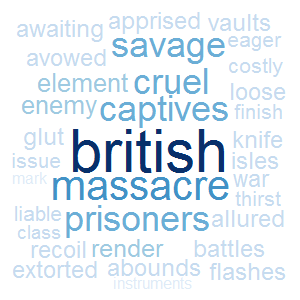 awaiting apprised vaults
avowed savage eager
element cruel costly
enemy captives loose
glut finish
british knife
issue isles
mark massacre war
liable prisoners thirst
class allured
recoil render battles
extorted abounds flashes
instruments